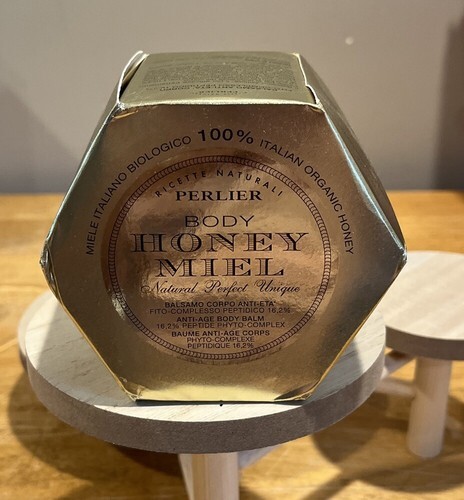 MIELE ITALIANO BIOLOGICO 100% ITALIAN ORGANIC HONEY
RICETTE NATURALI
PERLIER
BODY
HONEY
MIEL
Natural Perfect Unique
BALSAMO CORPO ANTI-ETA'
FITO-COMPLESSO PEPTIDICO 16,2%
ANTI-AGE BODY BALM
16,2% PEPTIDE PHYTO-COMPLEX
BAUME ANTI-ÂGE CORPS
PHYTO-COMPLEXE
PEPTIDIQUE 16,2%